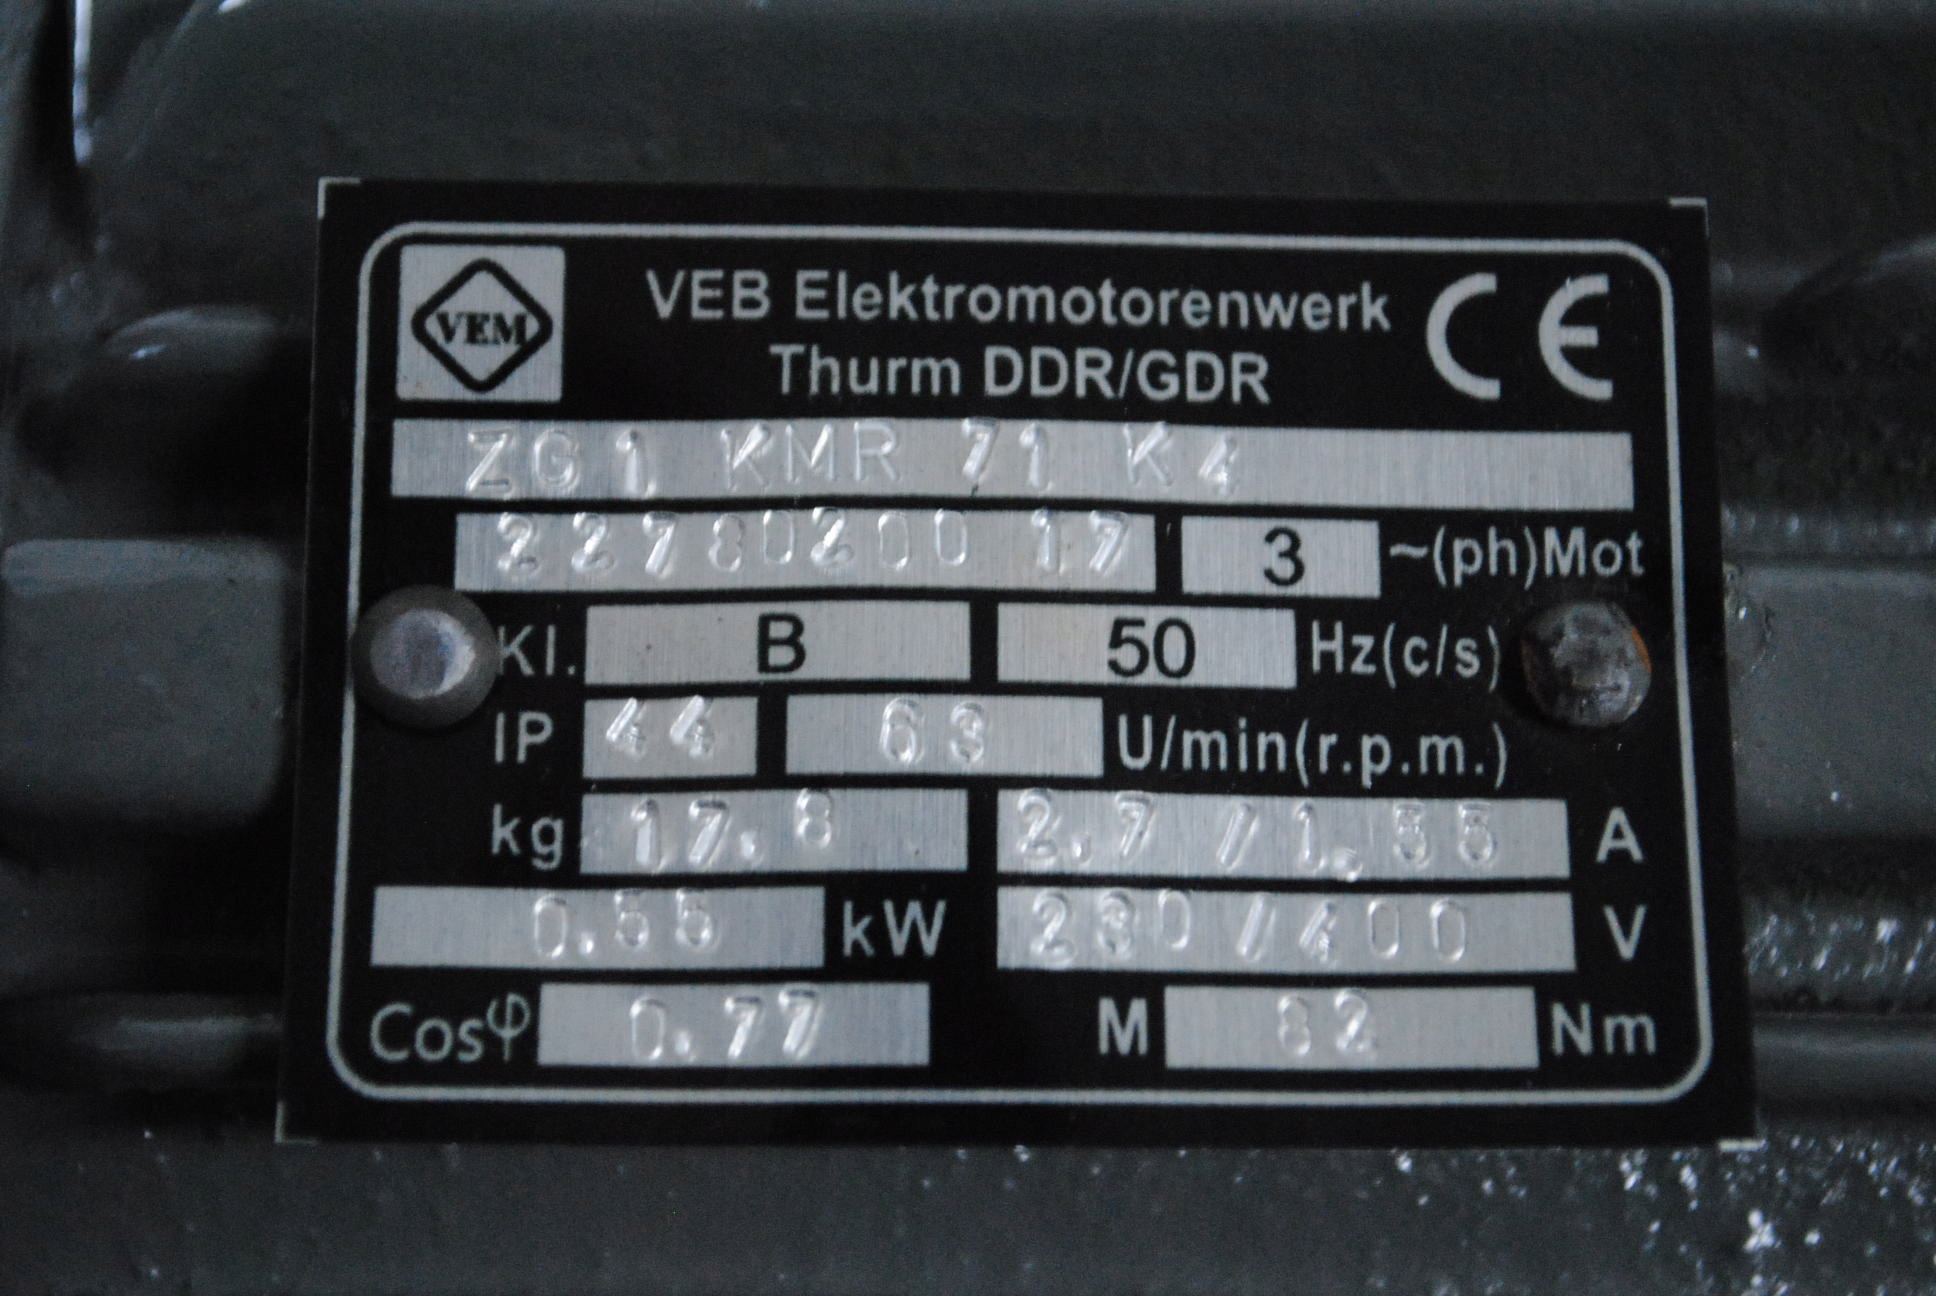 VEM
VEB Elektromotorenwerk
Thurm DDR/GDR
CE
ZG1 KMR 71 K4
22780200 17 3 ~(ph)Mot
Kl. B 50 Hz(c/s)
IP 44 63 U/min(r.p.m.)
kg 17.8 2.7 /1.55 A
0.55 kW 230/400 V
Cosφ 0.77 M 82 Nm